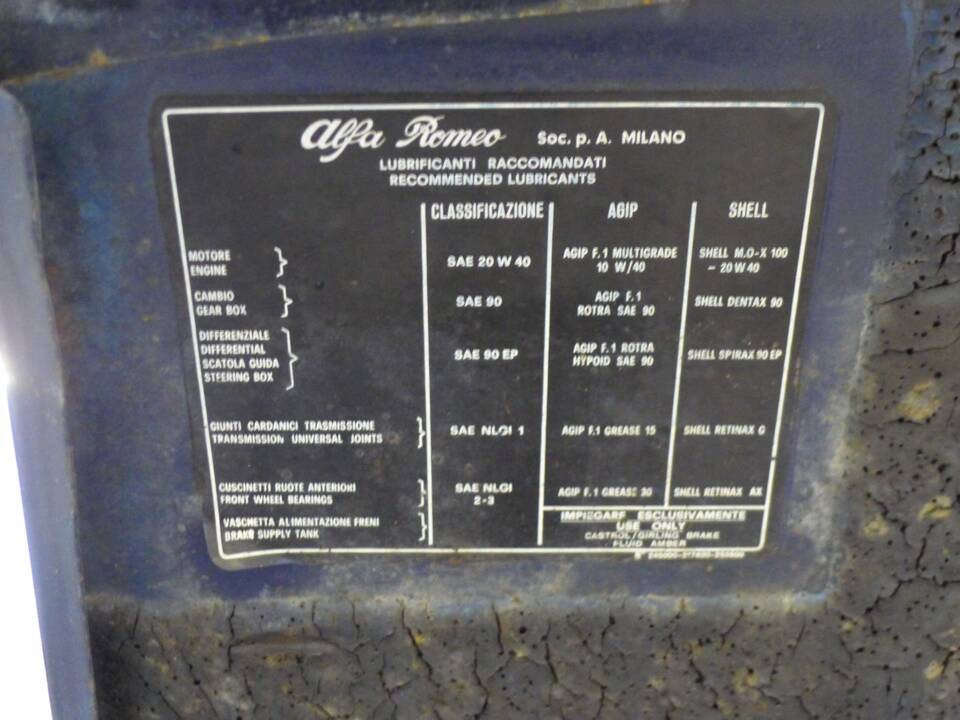 Alfa Romeo Soc. p. A. MILANO
LUBRIFICANTI RACCOMANDATI
RECOMMENDED LUBRICANTS
CLASSIFICAZIONE AGIP SHELL
MOTORE
ENGINE
SAE 20 W 40
AGIP F.1 MULTIGRADE
10 W/40
SHELL M.O-X 100
- 20 W 40
CAMBIO
GEAR BOX
SAE 90
AGIP F.1
ROTRA SAE 90
SHELL DENTAX 90
DIFFERENZIALE
DIFFERENTIAL
SCATOLA GUIDA
STEERING BOX
SAE 90 EP
AGIP F.1 ROTRA
HYPOID SAE 90
SHELL SPIRAX 90 EP
GIUNTI CARDANICI TRASMISSIONE
TRANSMISSION UNIVERSAL JOINTS
SAE NLGI 1
AGIP F.1 GREASE 15
SHELL RETINAX G
CUSCINETTI RUOTE ANTERIORI
FRONT WHEEL BEARINGS
SAE NLGI
2-3
AGIP F.1 GREASE 30
SHELL RETINAX AX
VASCHETTA ALIMENTAZIONE FRENI
BRAKE SUPPLY TANK
IMPIEGARE ESCLUSIVAMENTE
USE ONLY
CASTROL/GIRLING BRAKE
FLUID AMBER